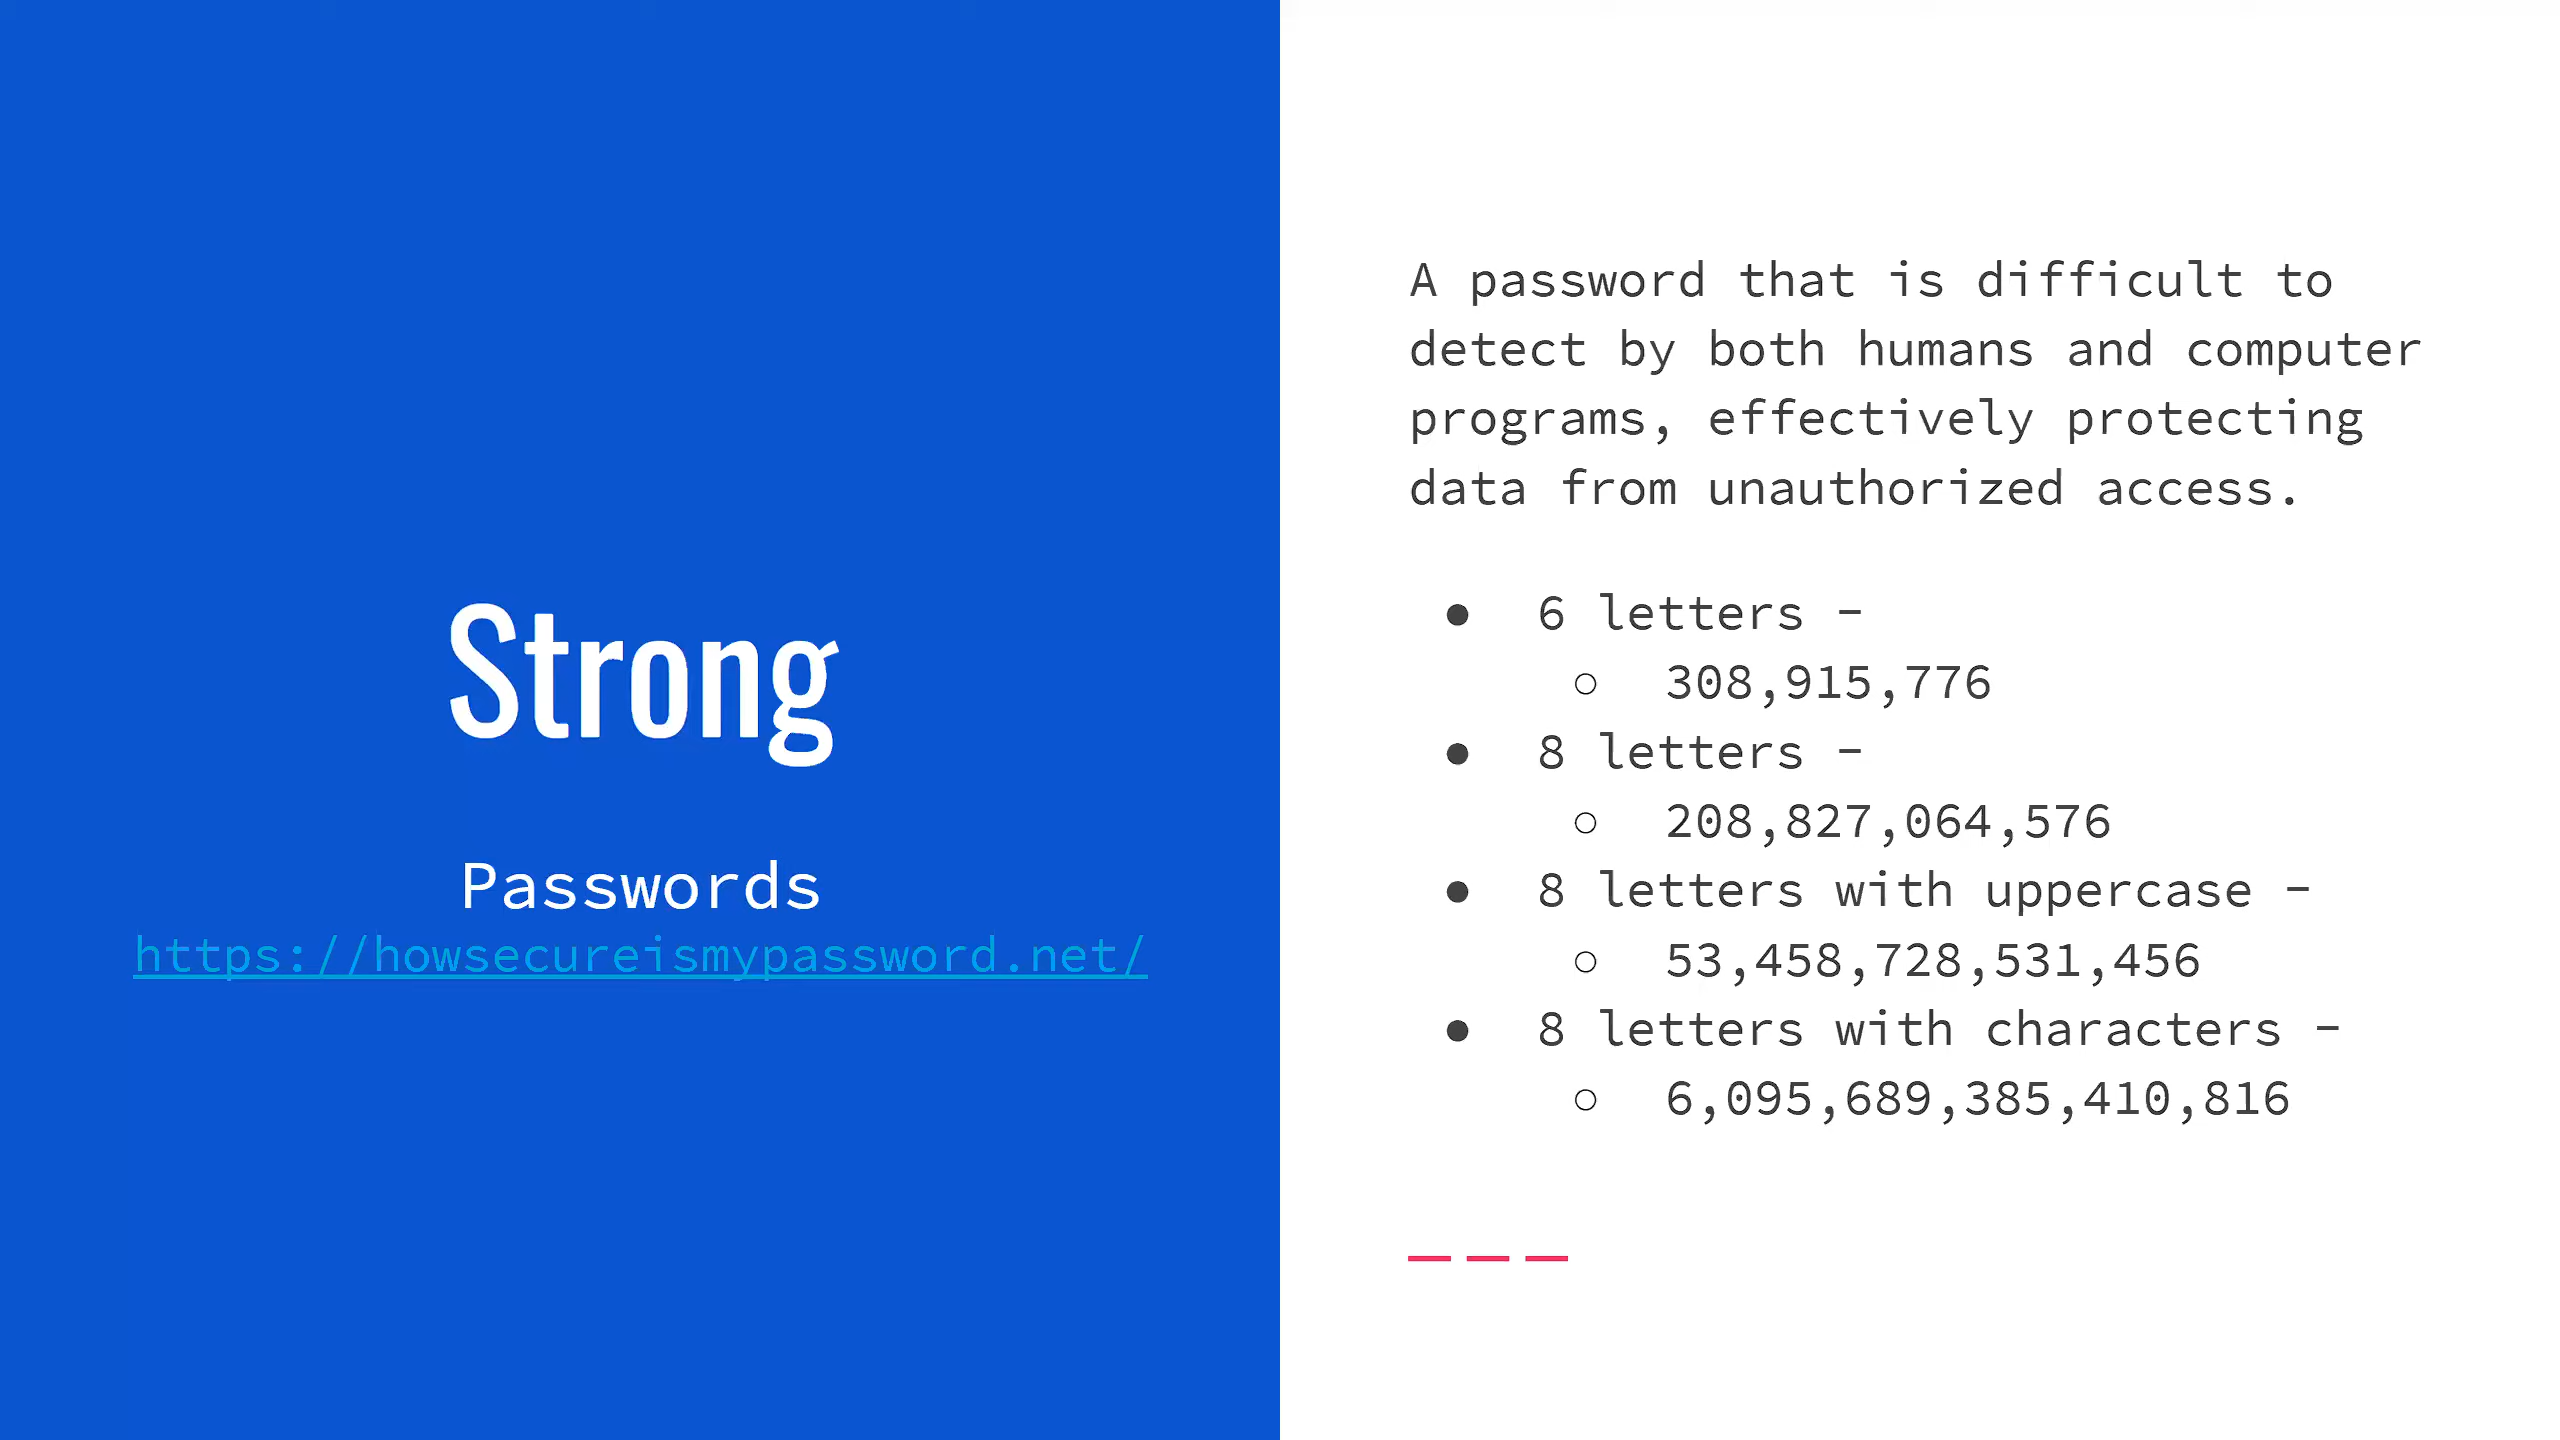 Strong
Passwords
https://howsecureismypassword.net/
A password that is difficult to
detect by both humans and computer
programs, effectively protecting
data from unauthorized access.
● 6 letters -
○ 308,915,776
● 8 letters -
○ 208,827,064,576
● 8 letters with uppercase -
○ 53,458,728,531,456
● 8 letters with characters -
○ 6,095,689,385,410,816